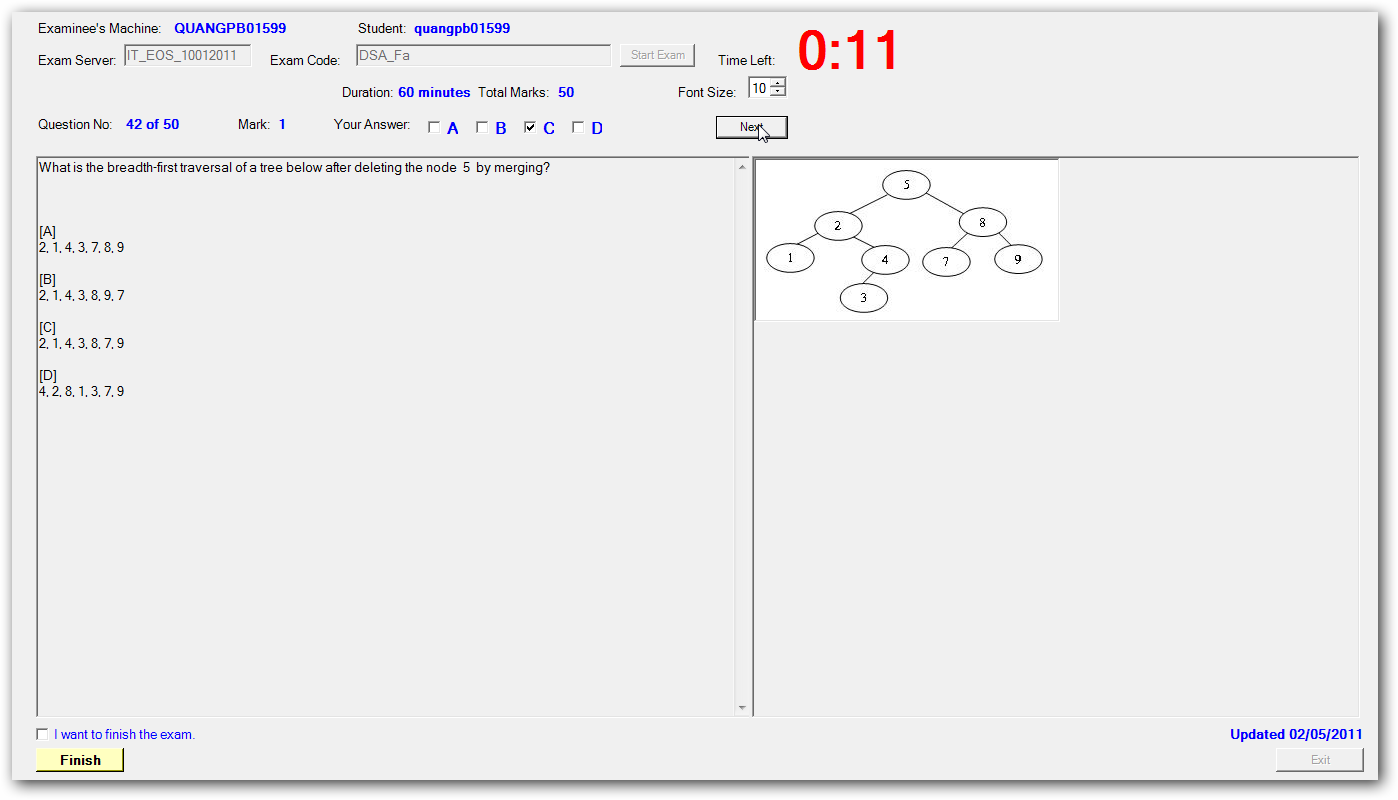 Examinee's Machine: QUANGPB01599 Student: quangpb01599
Exam Server: IT_EOS_10012011 Exam Code: DSA_Fa Start Exam Time Left: 0:11
Duration: 60 minutes Total Marks: 50 Font Size: 10
Question No: 42 of 50 Mark: 1 Your Answer: A B C D Next
What is the breadth-first traversal of a tree below after deleting the node 5 by merging?
[A]
2, 1, 4, 3, 7, 8, 9
[B]
2, 1, 4, 3, 8, 9, 7
[C]
2, 1, 4, 3, 8, 7, 9
[D]
4, 2, 8, 1, 3, 7, 9
5
2 8
1 4 7 9
3
I want to finish the exam. Updated 02/05/2011
Finish Exit